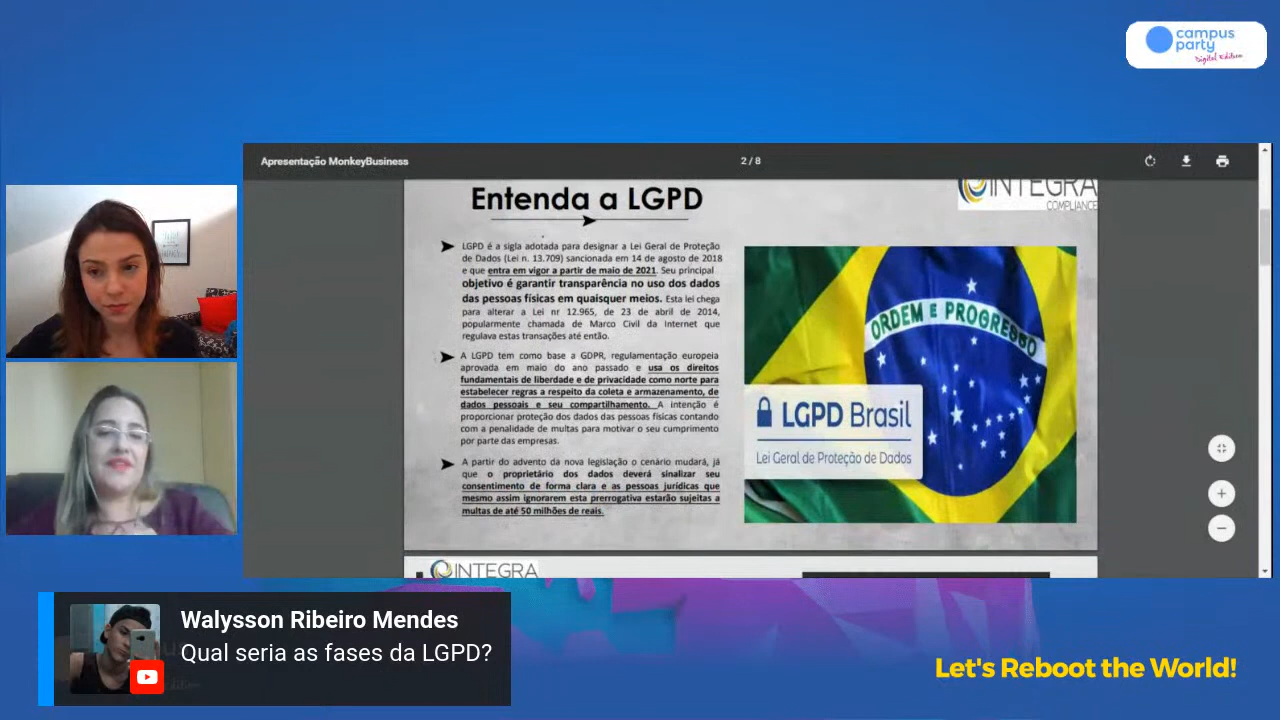 campus
party
Digital Edition
Apresentação MonkeyBusiness
2 / 8
Entenda a LGPD
INTEGRA
COMPLIANCE
LGPD é a sigla adotada para designar a Lei Geral de Proteção
de Dados (Lei n. 13.709) sancionada em 14 de agosto de 2018
e que entra em vigor a partir de maio de 2021. Seu principal
objetivo é garantir transparência no uso dos dados
das pessoas físicas em quaisquer meios. Esta lei chega
para alterar a Lei nr 12.965, de 23 de abril de 2014,
popularmente chamada de Marco Civil da Internet que
regulava estas transações até então.
A LGPD tem como base a GDPR, regulamentação europeia
aprovada em maio do ano passado e usa os direitos
fundamentais de liberdade e de privacidade como norte para
estabelecer regras a respeito da coleta e armazenamento, de
dados pessoais e seu compartilhamento. A intenção é
proporcionar proteção dos dados das pessoas físicas contando
com a penalidade de multas para motivar o seu cumprimento
por parte das empresas.
A partir do advento da nova legislação o cenário mudará, já
que o proprietário dos dados deverá sinalizar seu
consentimento de forma clara e as pessoas jurídicas que
mesmo assim ignorarem esta prerrogativa estarão sujeitas a
multas de até 50 milhões de reais.
ORDEM E PROGRESSO
LGPD Brasil
Lei Geral de Proteção de Dados
INTEGRA
Walysson Ribeiro Mendes
Qual seria as fases da LGPD?
Let's Reboot the World!